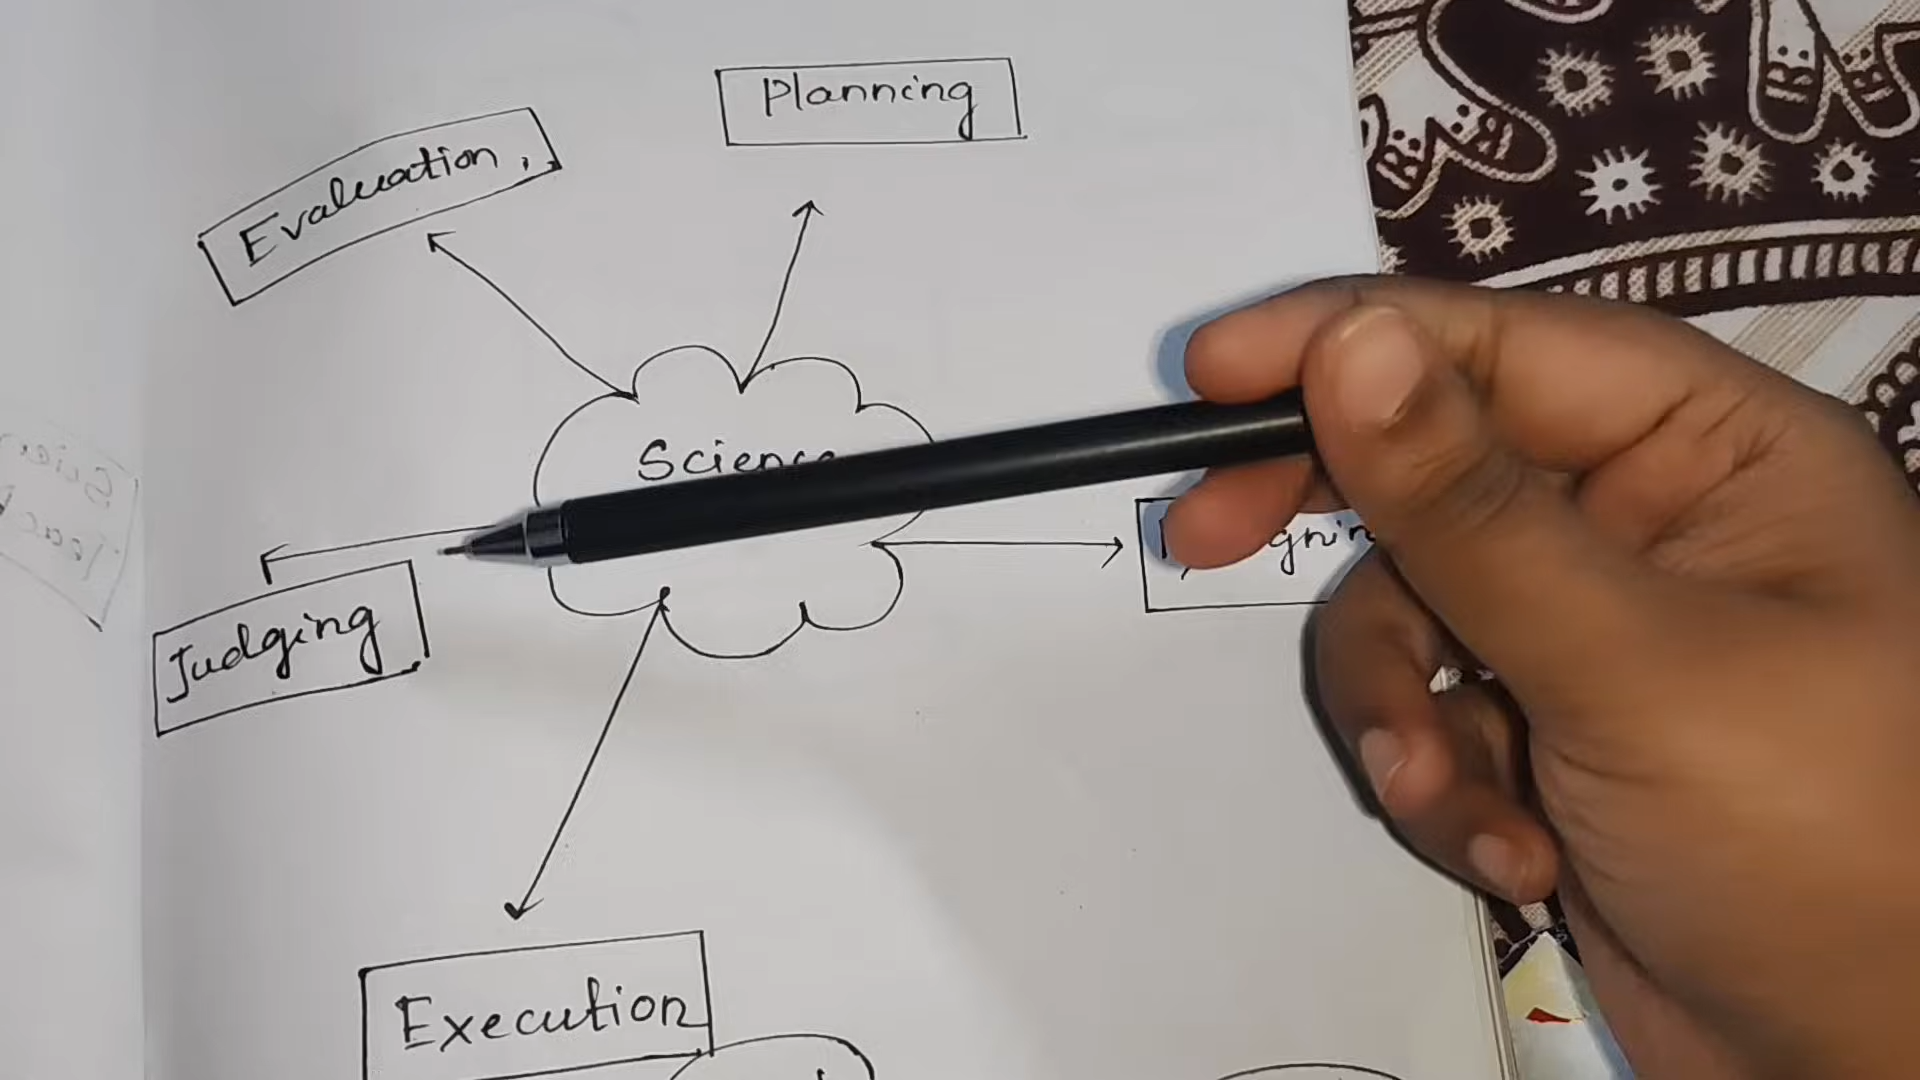 Planning
Evaluation,
Science
Judging
Execution